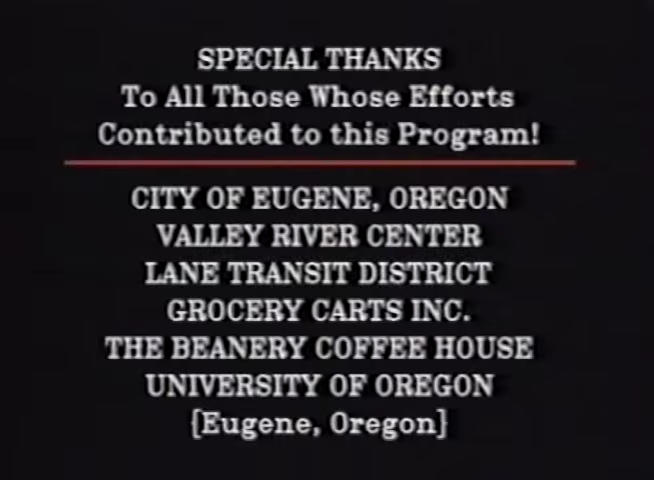 SPECIAL THANKS
To All Those Whose Efforts
Contributed to this Program!
CITY OF EUGENE, OREGON
VALLEY RIVER CENTER
LANE TRANSIT DISTRICT
GROCERY CARTS INC.
THE BEANERY COFFEE HOUSE
UNIVERSITY OF OREGON
[Eugene, Oregon]